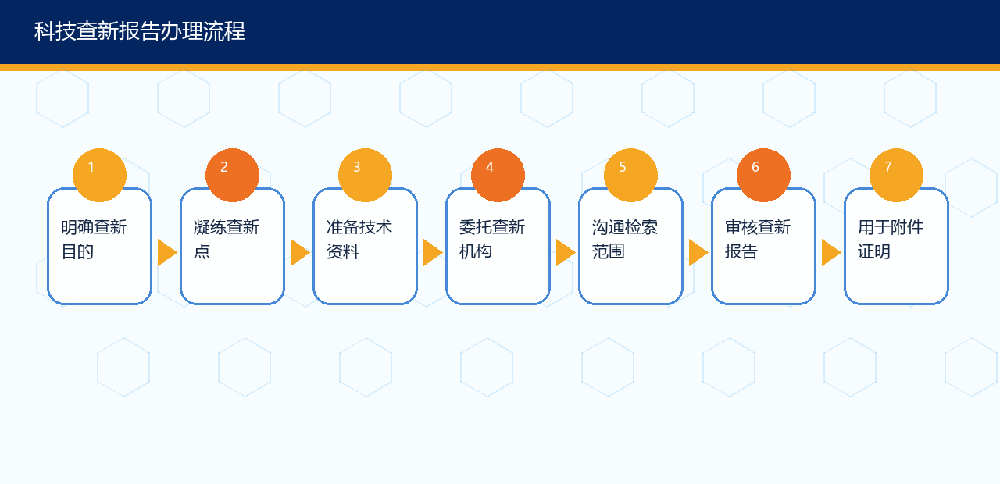 科技查新报告办理流程
1
明确查新
目的
2
凝练查新
点
3
准备技术
资料
4
委托查新
机构
5
沟通检索
范围
6
审核查新
报告
7
用于附件
证明